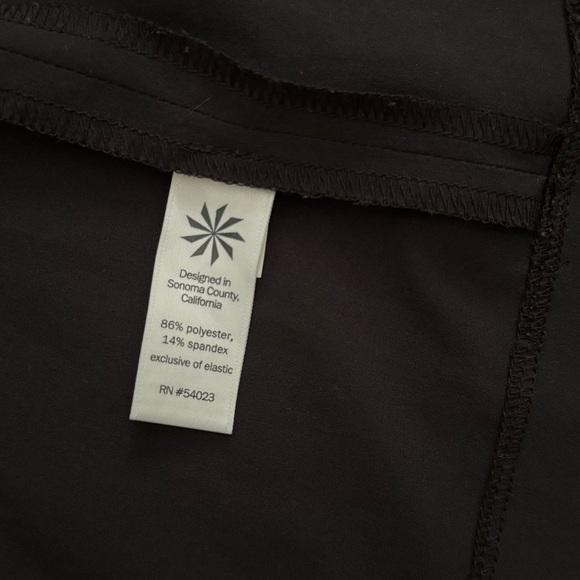 Designed in
Sonoma County,
California
86% polyester,
14% spandex
exclusive of elastic
RN #54023